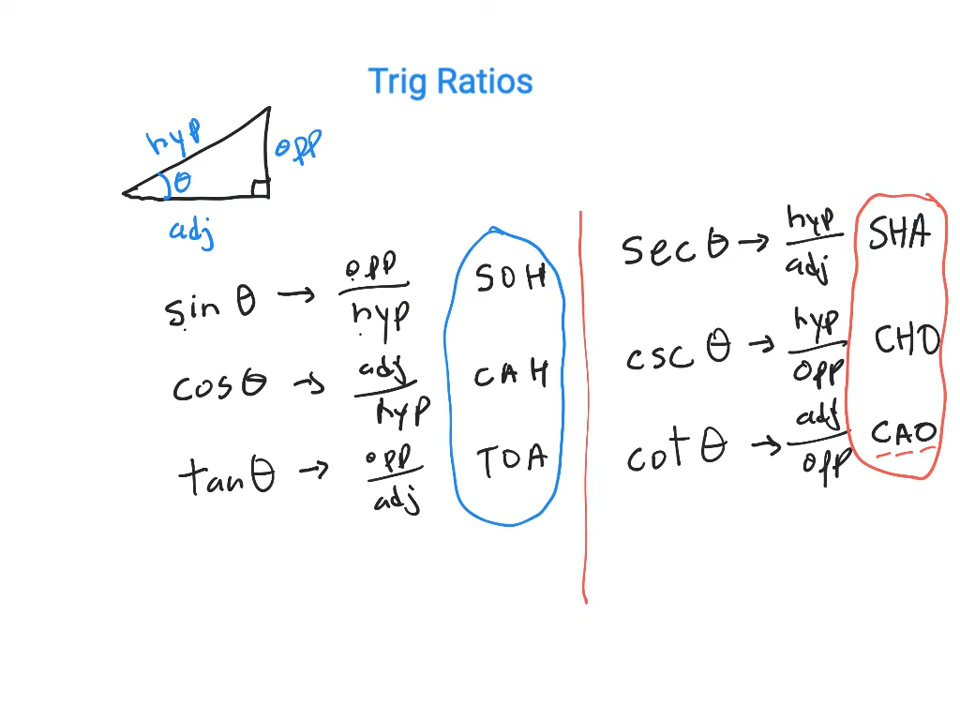 Trig Ratios
hyp
opp
θ
adj
sin θ → opp/hyp SOH
cos θ → adj/hyp CAH
tan θ → opp/adj TOA
sec θ → hyp/adj SHA
csc θ → hyp/opp CHO
cot θ → adj/opp CAO